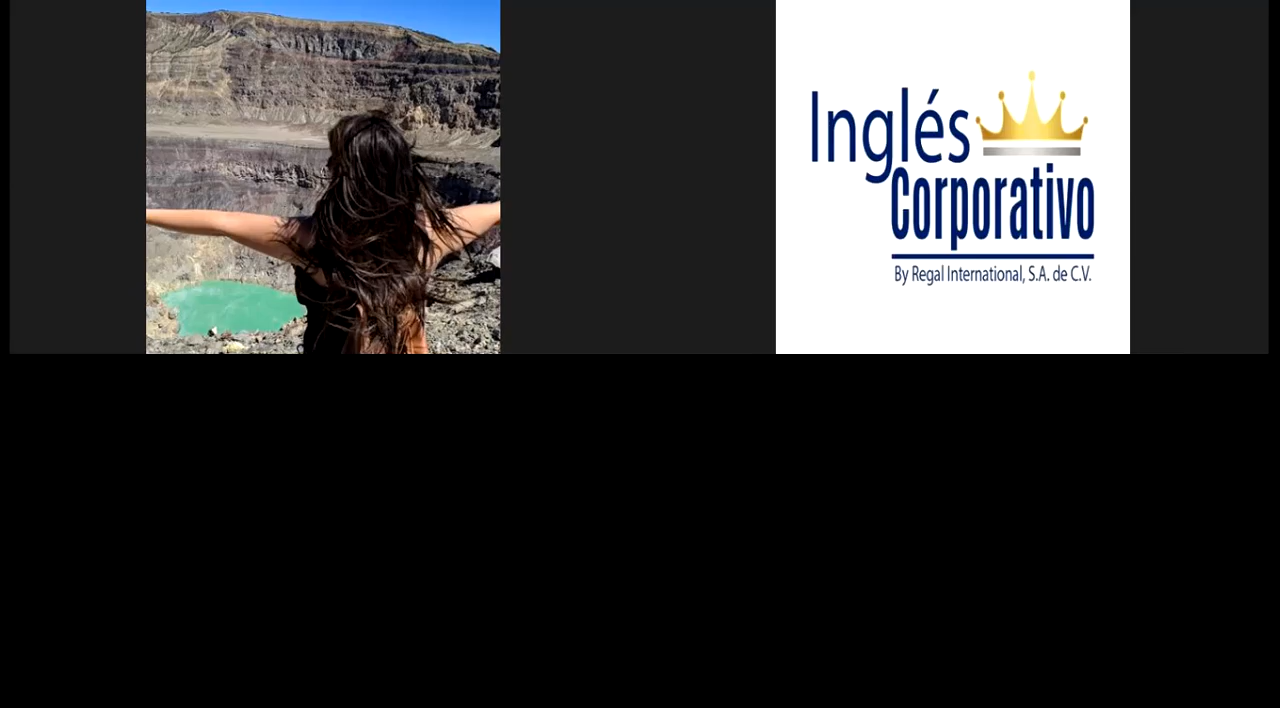 Inglés
Corporativo
By Regal International, S.A. de C.V.